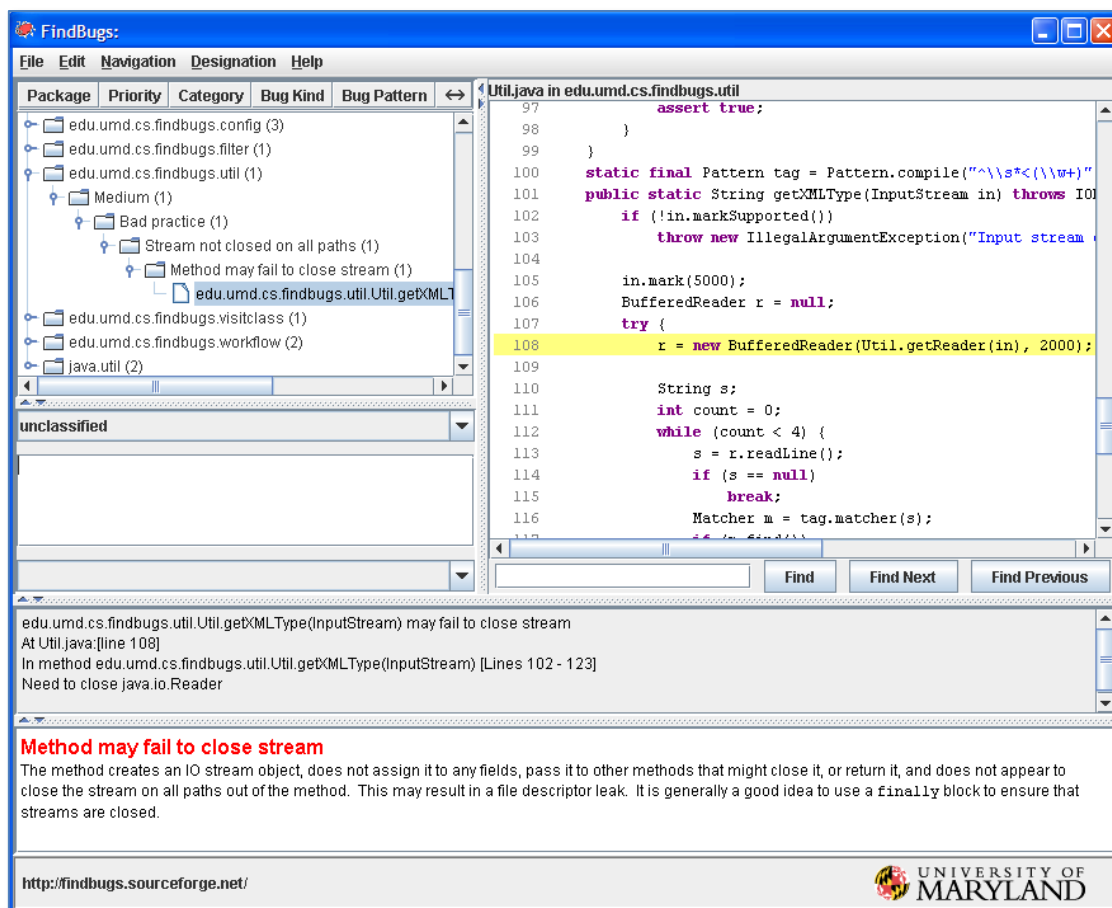 FindBugs:
File Edit Navigation Designation Help
Package Priority Category Bug Kind Bug Pattern
edu.umd.cs.findbugs.config (3)
edu.umd.cs.findbugs.filter (1)
edu.umd.cs.findbugs.util (1)
Medium (1)
Bad practice (1)
Stream not closed on all paths (1)
Method may fail to close stream (1)
edu.umd.cs.findbugs.util.Util.getXMLT
edu.umd.cs.findbugs.visitclass (1)
edu.umd.cs.findbugs.workflow (2)
java.util (2)
unclassified
Util.java in edu.umd.cs.findbugs.util
97 assert true;
98 }
99 }
100 static final Pattern tag = Pattern.compile("^\\s*<(\\w+)"
101 public static String getXMLType(InputStream in) throws IO
102 if (!in.markSupported())
103 throw new IllegalArgumentException("Input stream
104
105 in.mark(5000);
106 BufferedReader r = null;
107 try {
108 r = new BufferedReader(Util.getReader(in), 2000);
109
110 String s;
111 int count = 0;
112 while (count < 4) {
113 s = r.readLine();
114 if (s == null)
115 break;
116 Matcher m = tag.matcher(s);
117 if (m.find())
Find Find Next Find Previous
edu.umd.cs.findbugs.util.Util.getXMLType(InputStream) may fail to close stream
At Util.java:[line 108]
In method edu.umd.cs.findbugs.util.Util.getXMLType(InputStream) [Lines 102 - 123]
Need to close java.io.Reader
Method may fail to close stream
The method creates an IO stream object, does not assign it to any fields, pass it to other methods that might close it, or return it, and does not appear to
close the stream on all paths out of the method. This may result in a file descriptor leak. It is generally a good idea to use a finally block to ensure that
streams are closed.
http://findbugs.sourceforge.net/
UNIVERSITY OF
MARYLAND